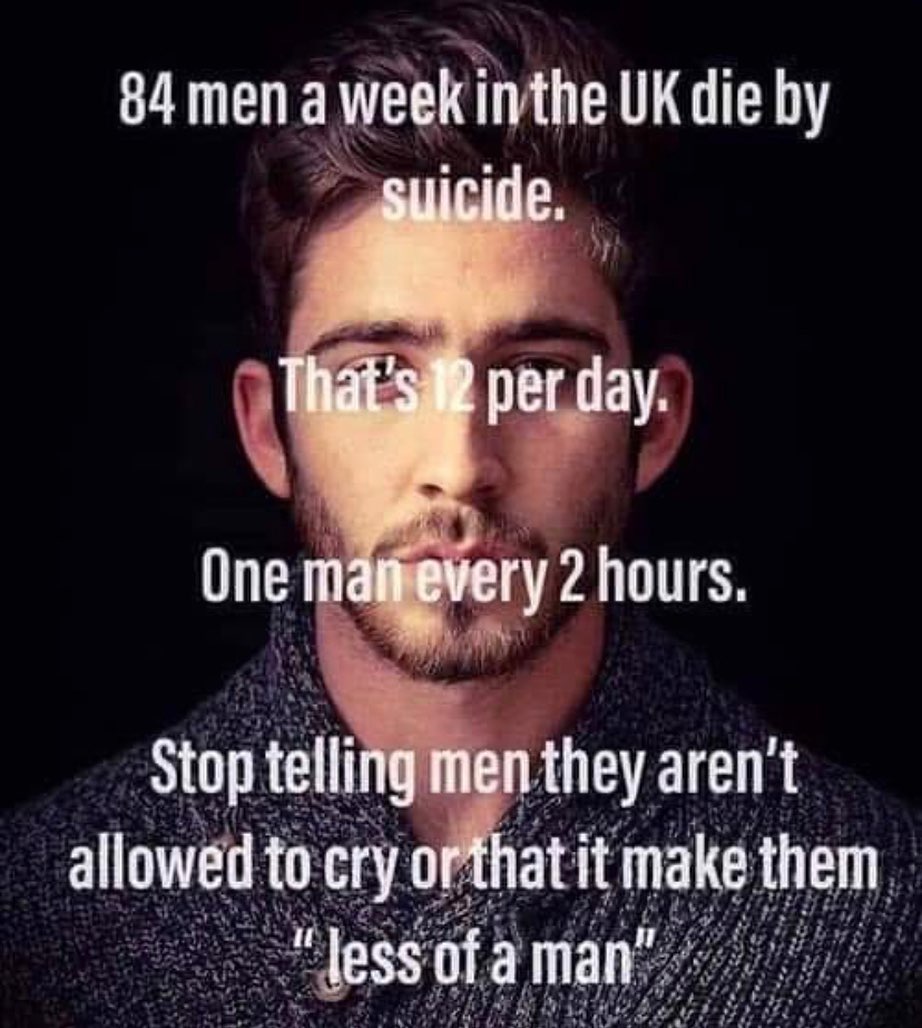 84 men a week in the UK die by
suicide.
That's 12 per day.
One man every 2 hours.
Stop telling men they aren't
allowed to cry or that it make them
“ less of a man"